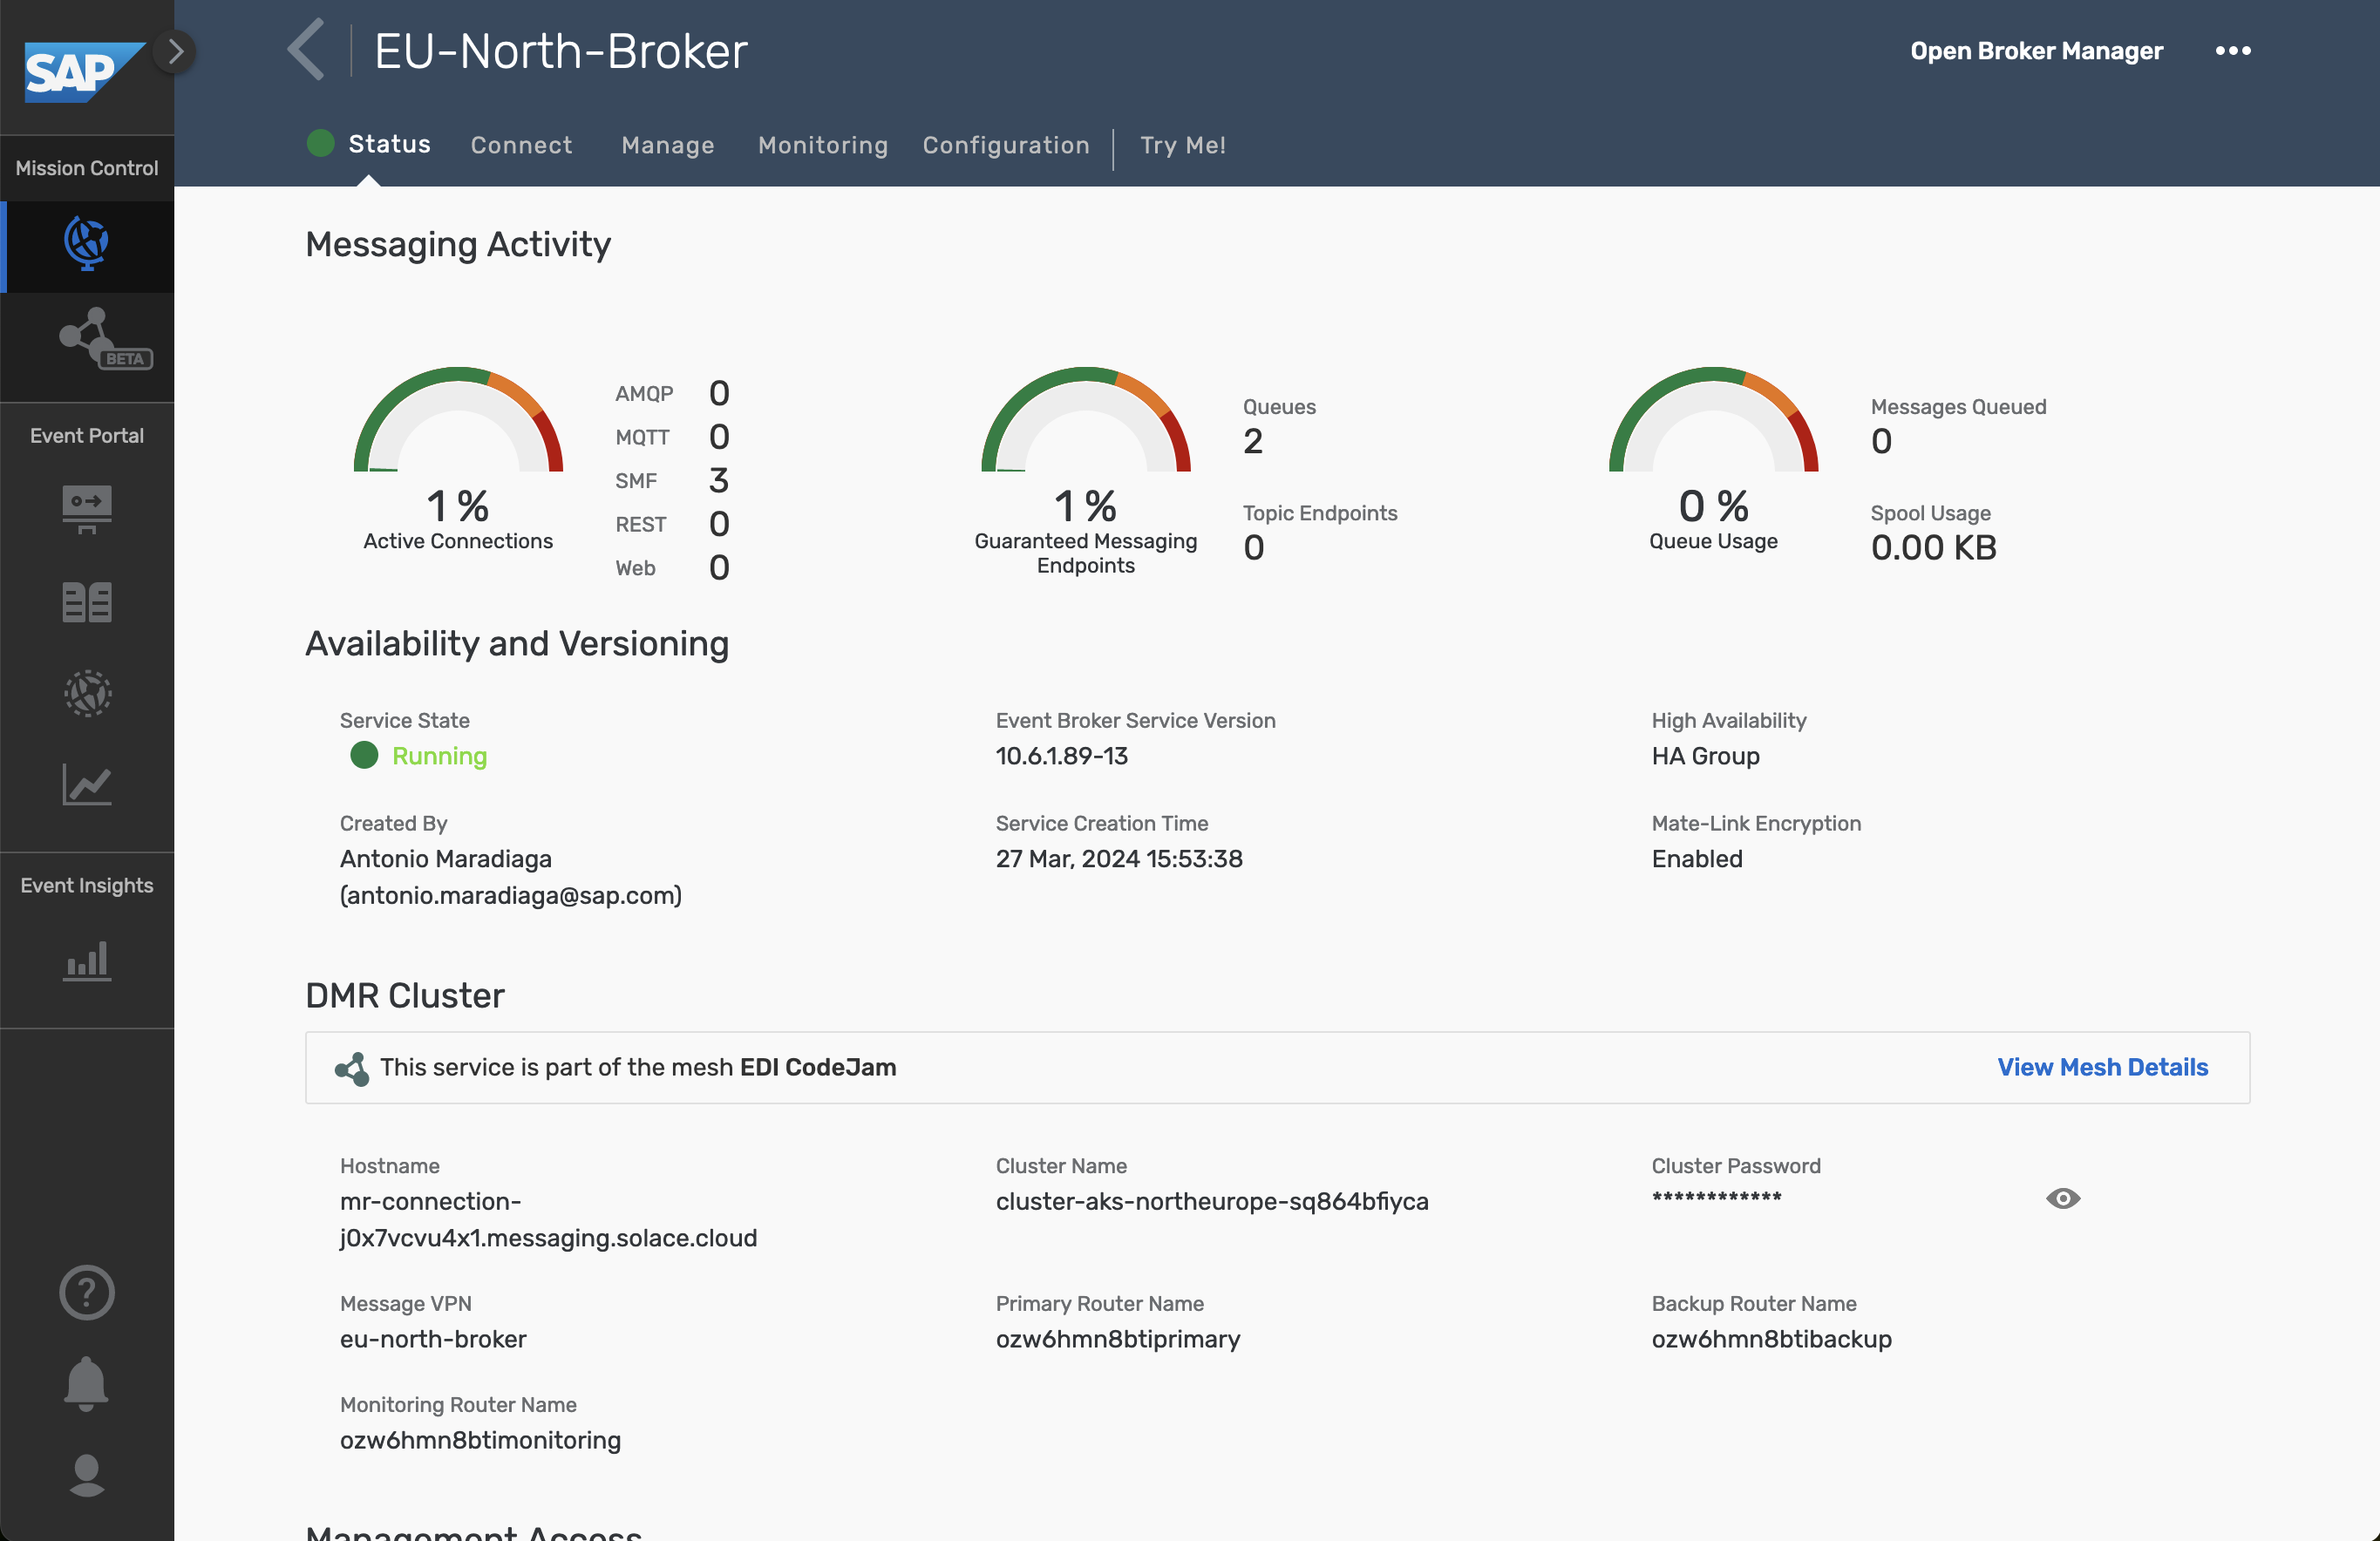 SAP
EU-North-Broker
Open Broker Manager
Status
Connect
Manage
Monitoring
Configuration
Try Me!
Mission Control
BETA
Event Portal
Event Insights
Messaging Activity
1 %
Active Connections
AMQP 0
MQTT 0
SMF 3
REST 0
Web 0
1 %
Guaranteed Messaging
Endpoints
Queues
2
Topic Endpoints
0
0 %
Queue Usage
Messages Queued
0
Spool Usage
0.00 KB
Availability and Versioning
Service State
Running
Event Broker Service Version
10.6.1.89-13
High Availability
HA Group
Created By
Antonio Maradiaga
(antonio.maradiaga@sap.com)
Service Creation Time
27 Mar, 2024 15:53:38
Mate-Link Encryption
Enabled
DMR Cluster
This service is part of the mesh EDI CodeJam
View Mesh Details
Hostname
mr-connection-
j0x7vcvu4x1.messaging.solace.cloud
Cluster Name
cluster-aks-northeurope-sq864bfiyca
Cluster Password
************
Message VPN
eu-north-broker
Primary Router Name
ozw6hmn8btiprimary
Backup Router Name
ozw6hmn8btibackup
Monitoring Router Name
ozw6hmn8btimonitoring
Management Access